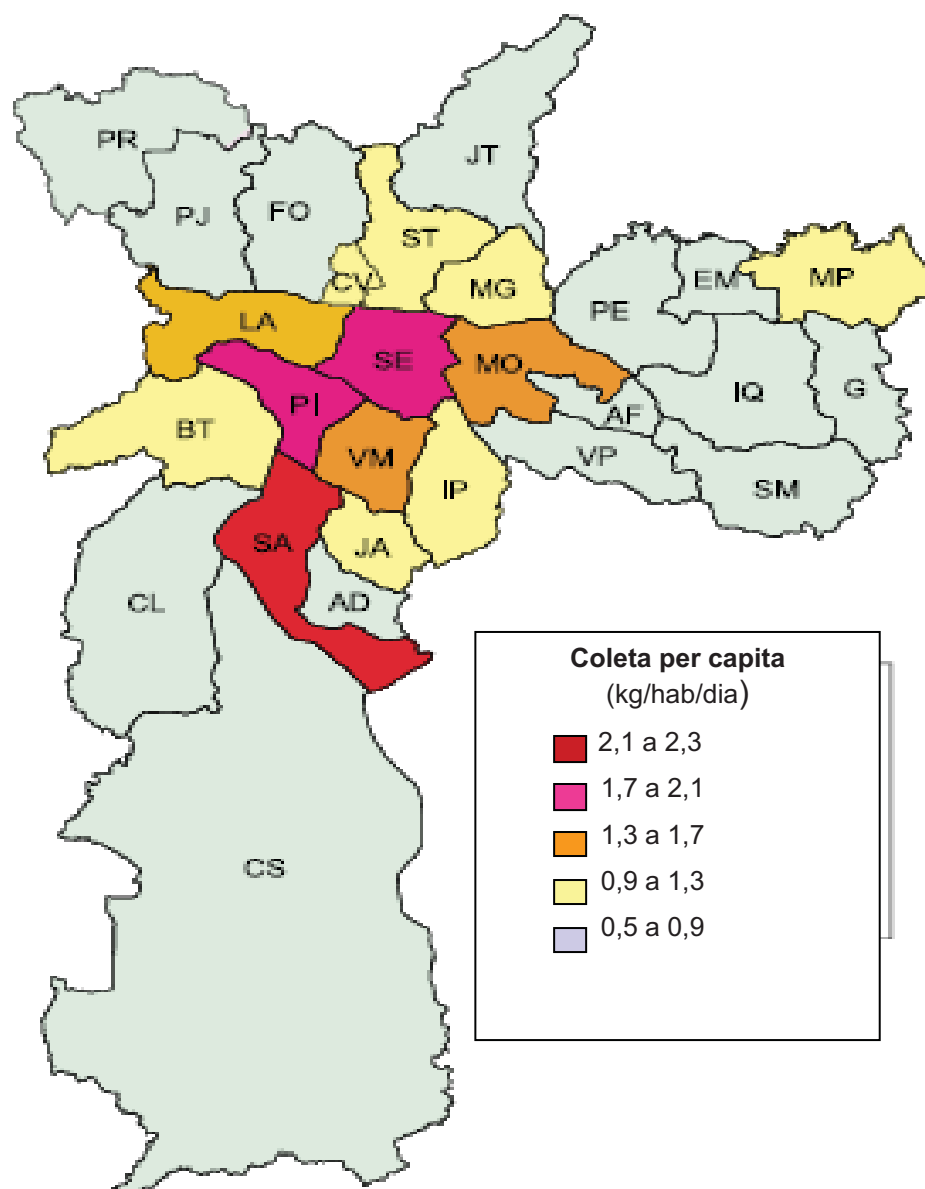 PR
JT
PJ
FO
ST
CV
MG
EM
MP
PE
LA
SE
MO
IQ
G
PI
AF
BT
VM
VP
IP
SM
SA
JA
CL
AD
CS
Coleta per capita
(kg/hab/dia)
2,1 a 2,3
1,7 a 2,1
1,3 a 1,7
0,9 a 1,3
0,5 a 0,9